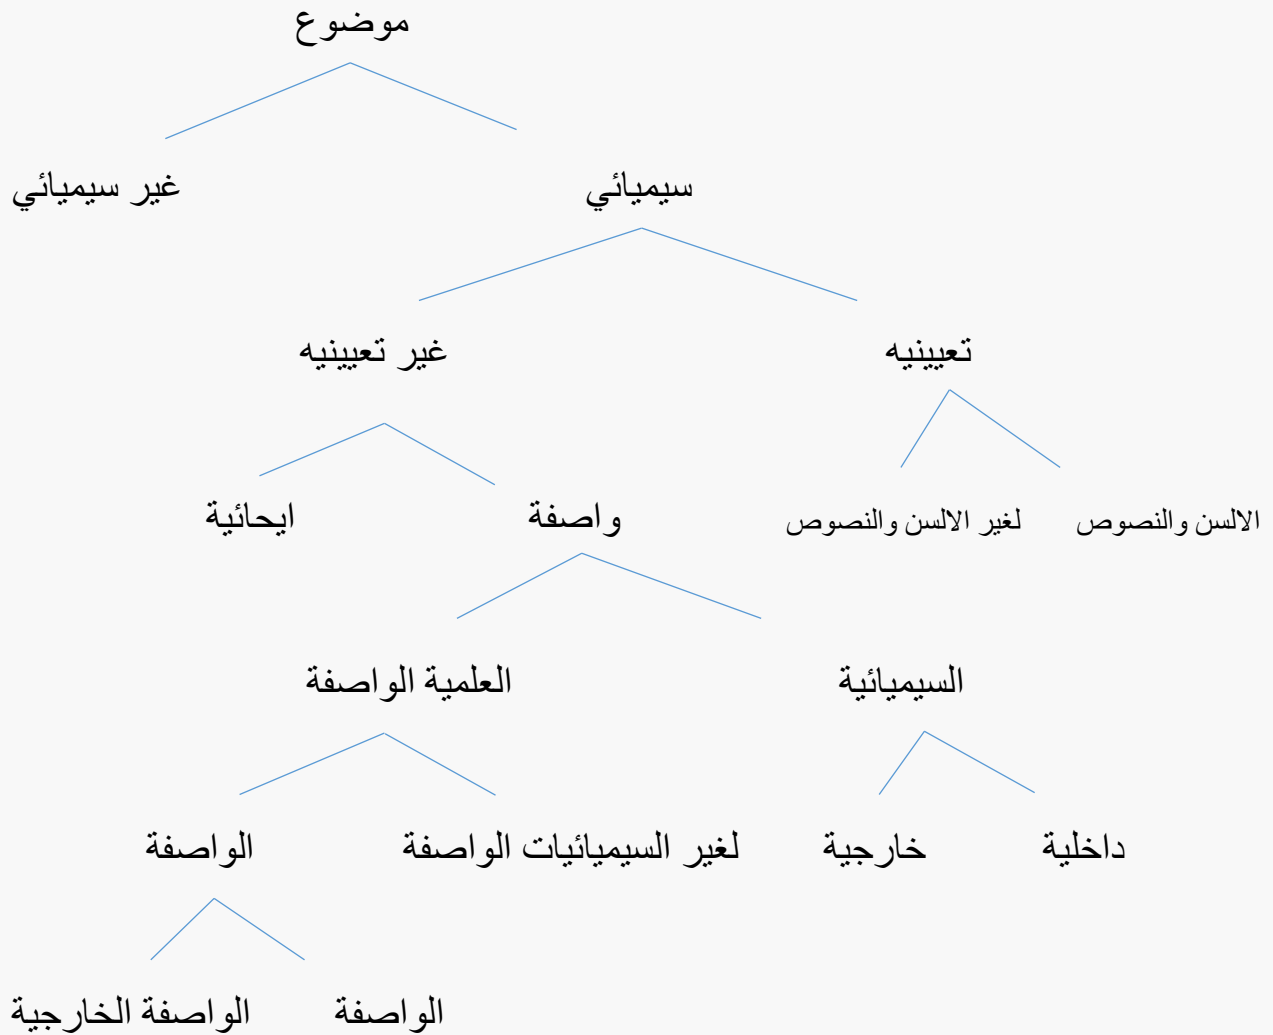 موضوع
سيميائي
غير سيميائي
تعيينيه
غير تعيينيه
الالسن والنصوص
لغير الالسن والنصوص
واصفة
ايحائية
السيميائية
العلمية الواصفة
داخلية
خارجية
لغير السيميائيات الواصفة
الواصفة
الواصفة
الواصفة الخارجية